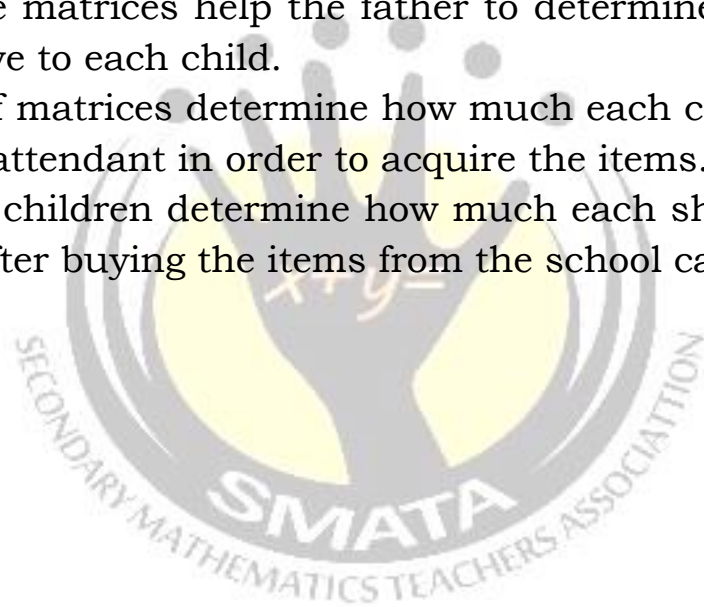 e matrices help the father to determine
ve to each child.
f matrices determine how much each c
attendant in order to acquire the items.
children determine how much each sh
fter buying the items from the school ca
x+y=
SECONDARY MATHEMATICS TEACHERS ASSOCIATTION
SMATA